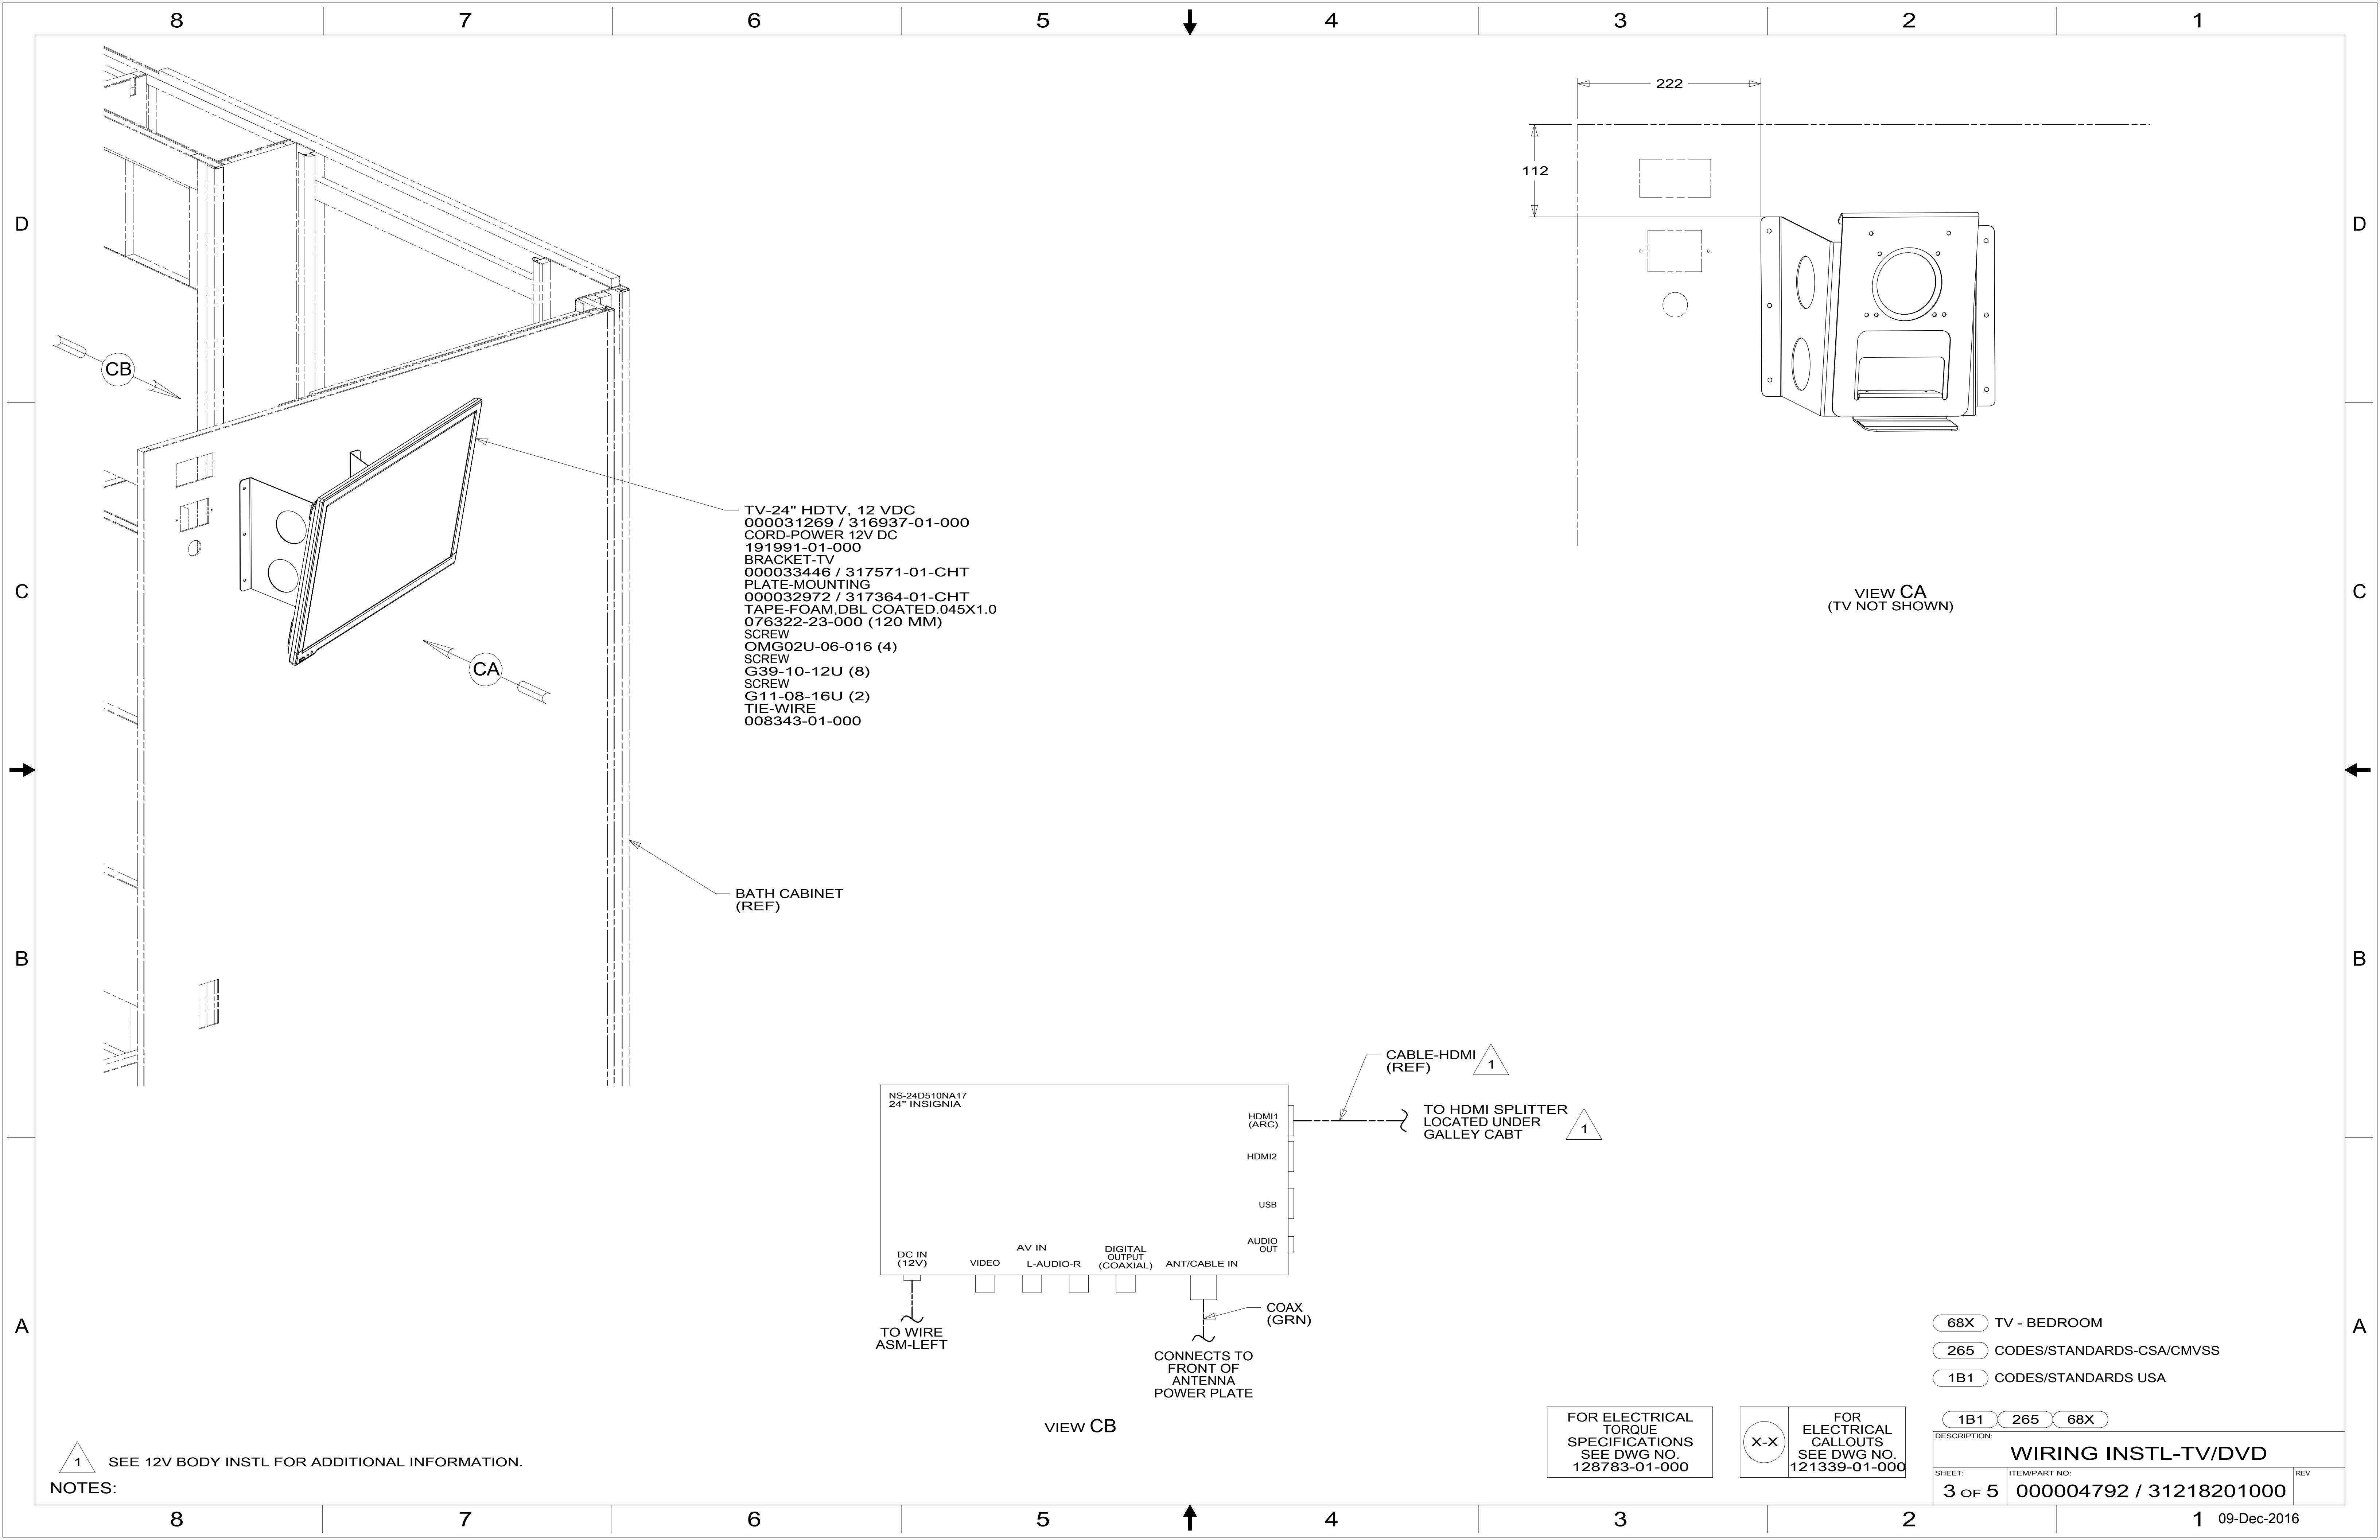 8 7 6 5 4 3 2 1
D
C
B
A
D
C
B
A
CB
CA
TV-24" HDTV, 12 VDC
000031269 / 316937-01-000
CORD-POWER 12V DC
191991-01-000
BRACKET-TV
000033446 / 317571-01-CHT
PLATE-MOUNTING
000032972 / 317364-01-CHT
TAPE-FOAM,DBL COATED.045X1.0
076322-23-000 (120 MM)
SCREW
OMG02U-06-016 (4)
SCREW
G39-10-12U (8)
SCREW
G11-08-16U (2)
TIE-WIRE
008343-01-000
BATH CABINET
(REF)
222
112
VIEW CA
(TV NOT SHOWN)
NS-24D510NA17
24" INSIGNIA
HDMI1
(ARC)
HDMI2
USB
AUDIO
OUT
DC IN
(12V)
AV IN
VIDEO
L-AUDIO-R
DIGITAL
OUTPUT
(COAXIAL)
ANT/CABLE IN
CABLE-HDMI
(REF)
1
TO HDMI SPLITTER
LOCATED UNDER
GALLEY CABT
1
TO WIRE
ASM-LEFT
COAX
(GRN)
CONNECTS TO
FRONT OF
ANTENNA
POWER PLATE
VIEW CB
1 SEE 12V BODY INSTL FOR ADDITIONAL INFORMATION.
NOTES:
FOR ELECTRICAL
TORQUE
SPECIFICATIONS
SEE DWG NO.
128783-01-000
X-X
FOR
ELECTRICAL
CALLOUTS
SEE DWG NO.
121339-01-000
68X TV - BEDROOM
265 CODES/STANDARDS-CSA/CMVSS
1B1 CODES/STANDARDS USA
1B1 265 68X
DESCRIPTION:
WIRING INSTL-TV/DVD
SHEET:
3 OF 5
ITEM/PART NO:
000004792 / 31218201000
REV
8 7 6 5 4 3 2 1
09-Dec-2016